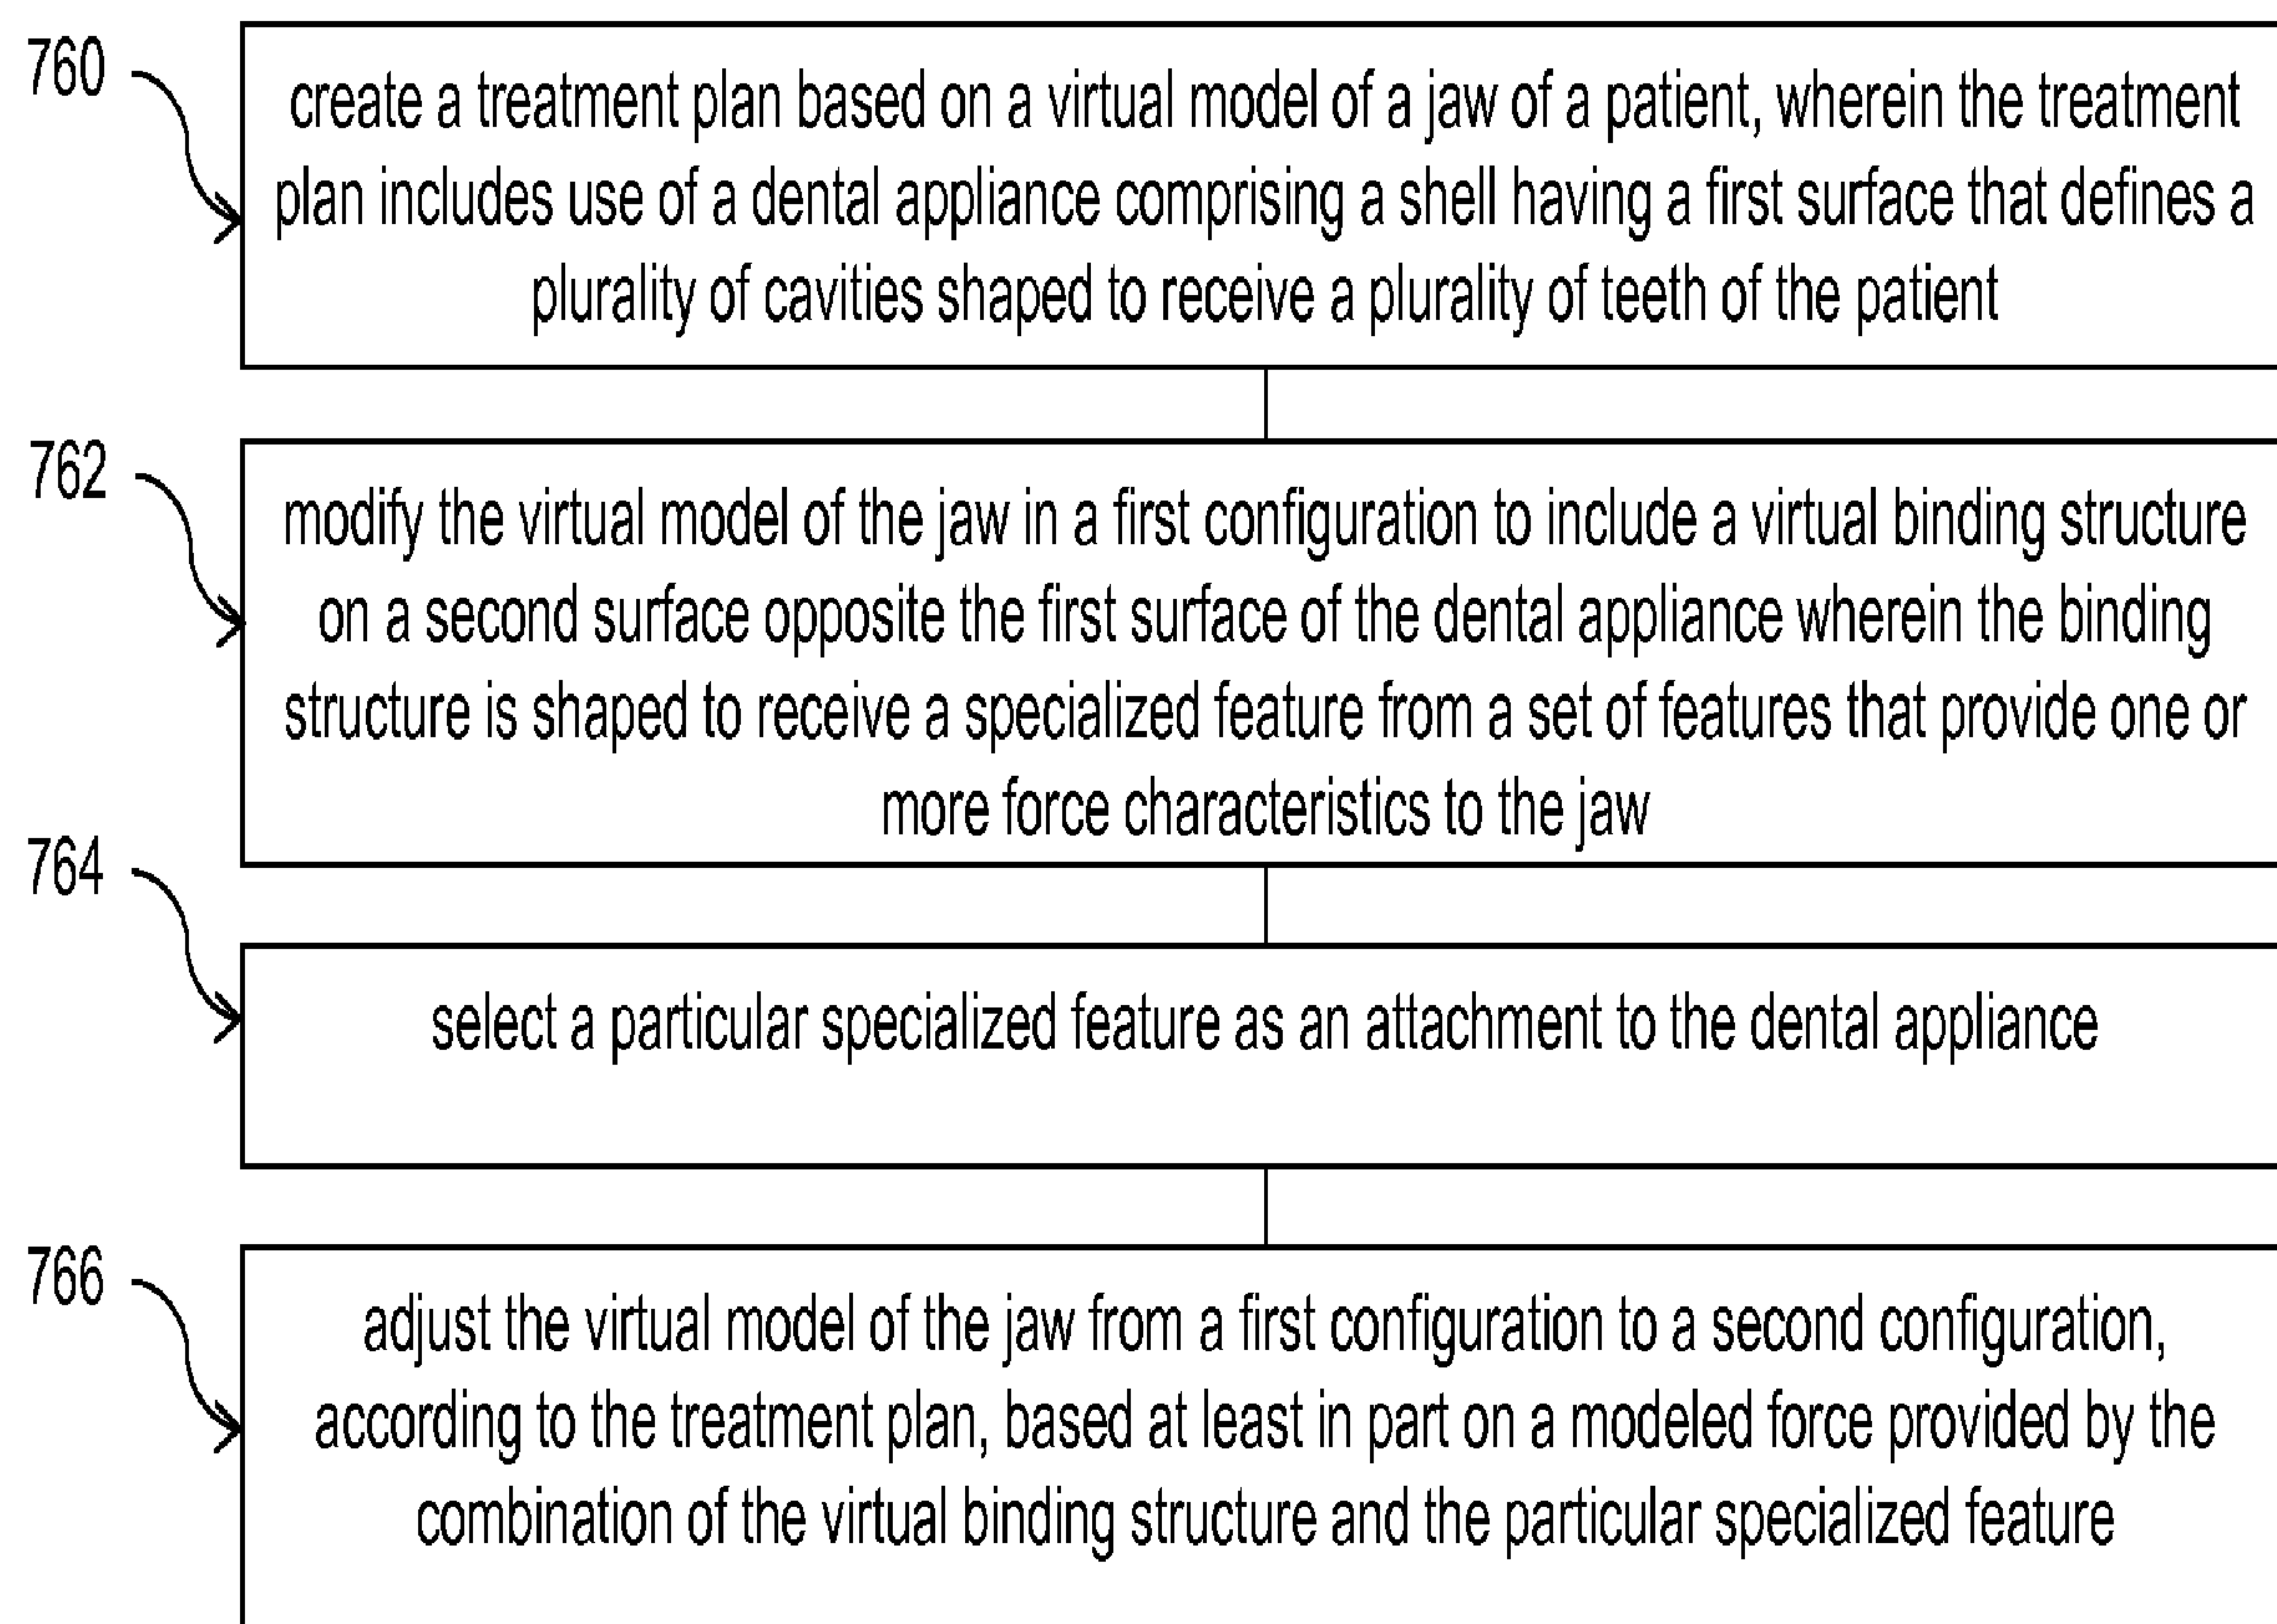 760
create a treatment plan based on a virtual model of a jaw of a patient, wherein the treatment
plan includes use of a dental appliance comprising a shell having a first surface that defines a
plurality of cavities shaped to receive a plurality of teeth of the patient
762
modify the virtual model of the jaw in a first configuration to include a virtual binding structure
on a second surface opposite the first surface of the dental appliance wherein the binding
structure is shaped to receive a specialized feature from a set of features that provide one or
more force characteristics to the jaw
764
select a particular specialized feature as an attachment to the dental appliance
766
adjust the virtual model of the jaw from a first configuration to a second configuration,
according to the treatment plan, based at least in part on a modeled force provided by the
combination of the virtual binding structure and the particular specialized feature